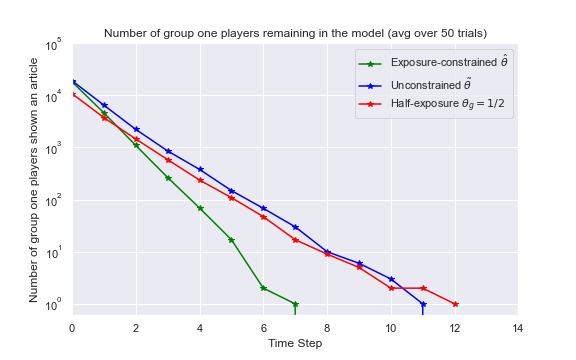 Number of group one players remaining in the model (avg over 50 trials)
Number of group one players shown an article
10^5
10^4
10^3
10^2
10^1
10^0
Exposure-constrained θ̂
Unconstrained θ̃
Half-exposure θ_g = 1/2
0 2 4 6 8 10 12 14
Time Step